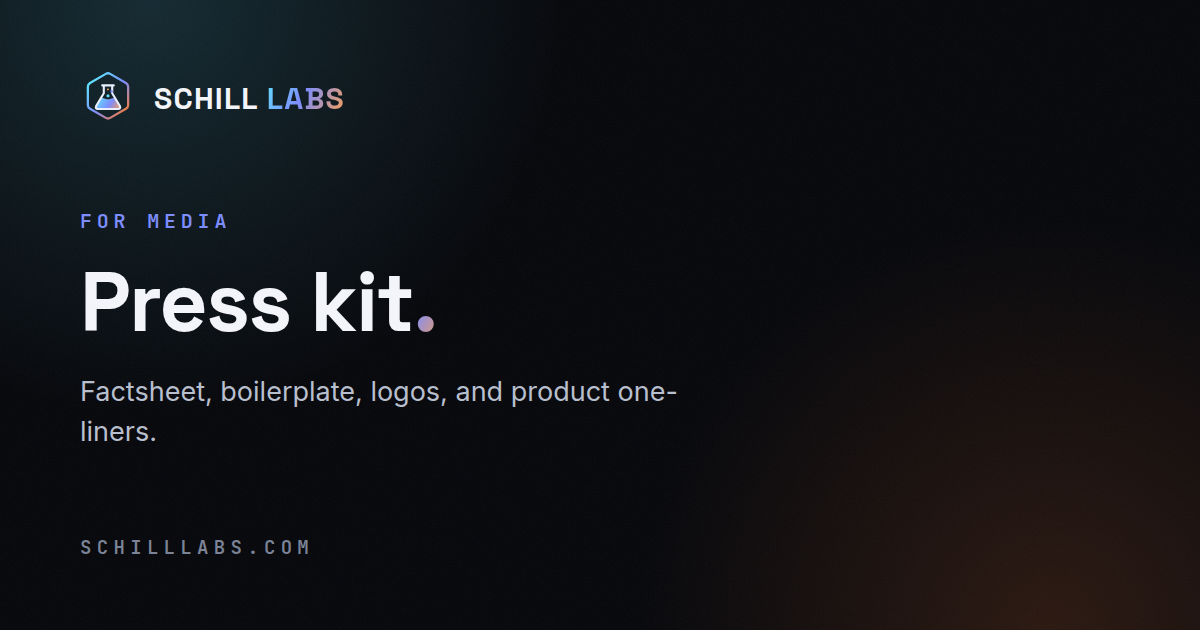 SCHILL LABS
FOR MEDIA
Press kit.
Factsheet, boilerplate, logos, and product one-
liners.
SCHILLLABS.COM